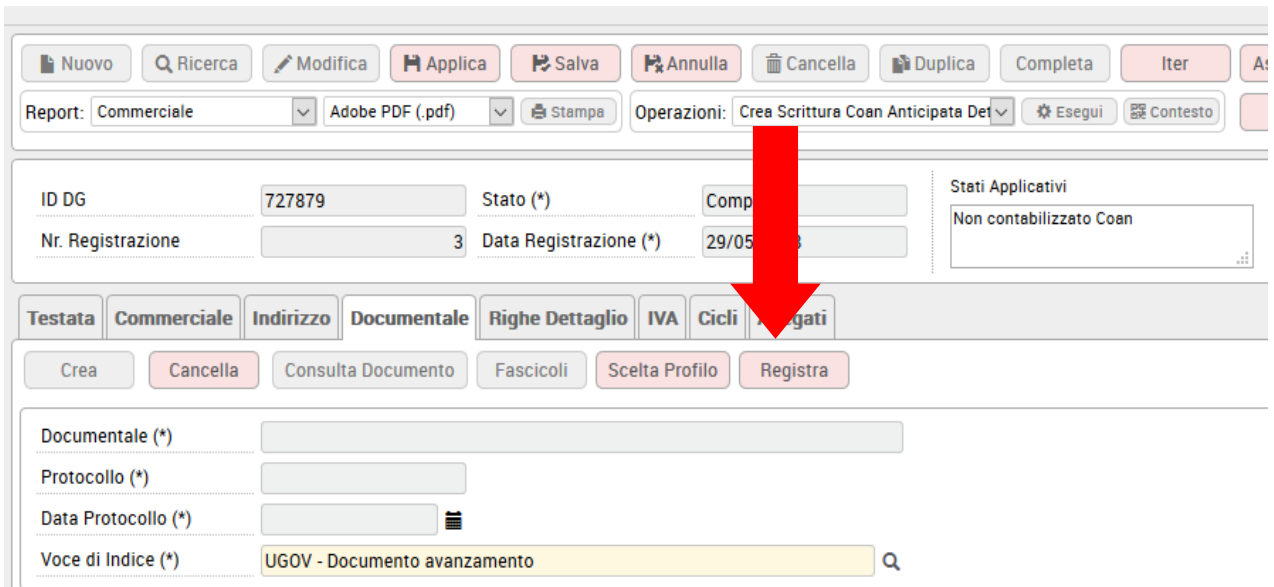 Nuovo Ricerca Modifica Applica Salva Annulla Cancella Duplica Completa Iter
Report: Commerciale Adobe PDF (.pdf) Stampa Operazioni: Crea Scrittura Coan Anticipata Det Esegui Contesto
Stati Applicativi
ID DG 727879 Stato (*)
Non contabilizzato Coan
Nr. Registrazione 3 Data Registrazione (*)
Testata Commerciale Indirizzo Documentale Righe Dettaglio IVA Cicli
Crea Cancella Consulta Documento Fascicoli Scelta Profilo Registra
Documentale (*)
Protocollo (*)
Data Protocollo (*)
Voce di Indice (*) UGOV - Documento avanzamento